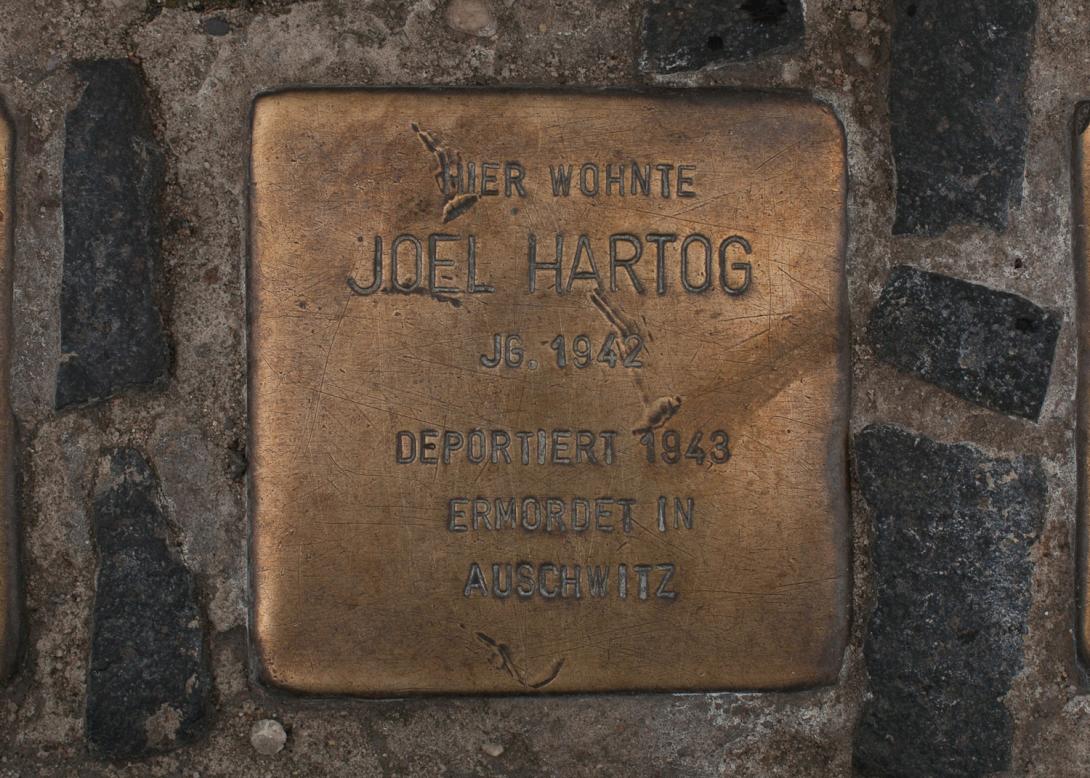 HIER WOHNTE
JOEL HARTOG
JG. 1942
DEPORTIERT 1943
ERMORDET IN
AUSCHWITZ